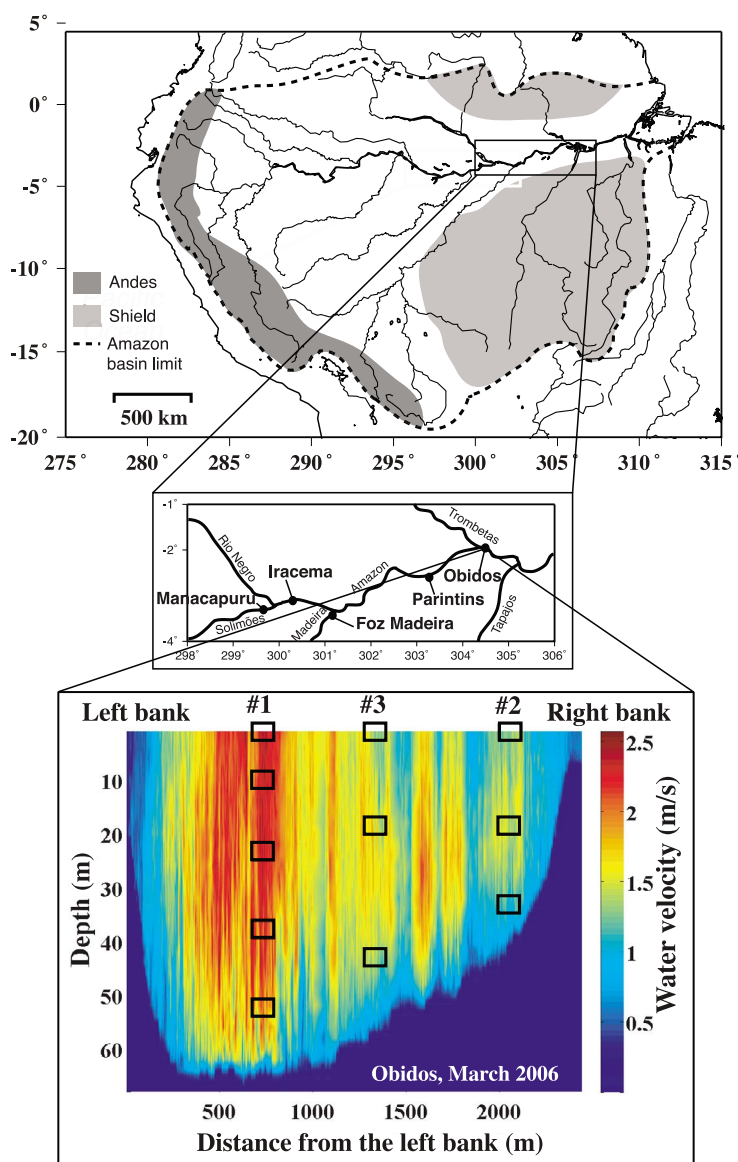 5˚
0˚
-5˚
-10˚
-15˚
-20˚
Andes
Shield
Amazon
basin limit
500 km
275˚ 280˚ 285˚ 290˚ 295˚ 300˚ 305˚ 310˚ 315˚
-1˚
-2˚
-4˚
Rio Negro
Trombetas
Iracema
Amazon
Obidos
Manacapuru
Parintins
Solimões
Madeira
Foz Madeira
Tapajos
298˚ 299˚ 300˚ 301˚ 302˚ 303˚ 304˚ 305˚ 306˚
Left bank #1 #3 #2 Right bank
10
20
30
40
50
60
Depth (m)
2.5
2
1.5
1
0.5
Water velocity (m/s)
Obidos, March 2006
500 1000 1500 2000
Distance from the left bank (m)